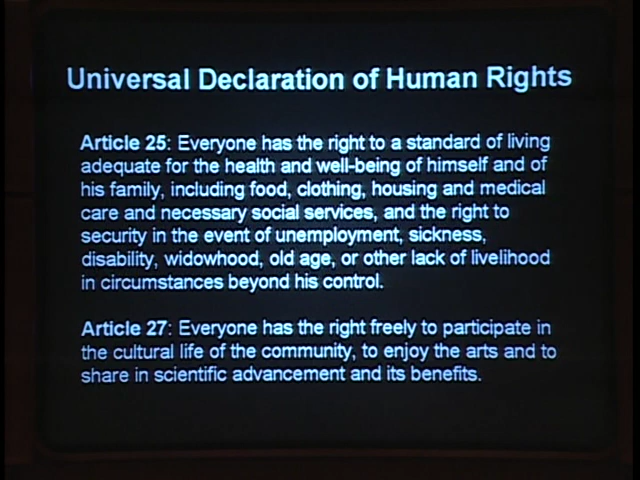 Universal Declaration of Human Rights
Article 25: Everyone has the right to a standard of living
adequate for the health and well-being of himself and of
his family, including food, clothing, housing and medical
care and necessary social services, and the right to
security in the event of unemployment, sickness,
disability, widowhood, old age, or other lack of livelihood
in circumstances beyond his control.
Article 27: Everyone has the right freely to participate in
the cultural life of the community, to enjoy the arts and to
share in scientific advancement and its benefits.